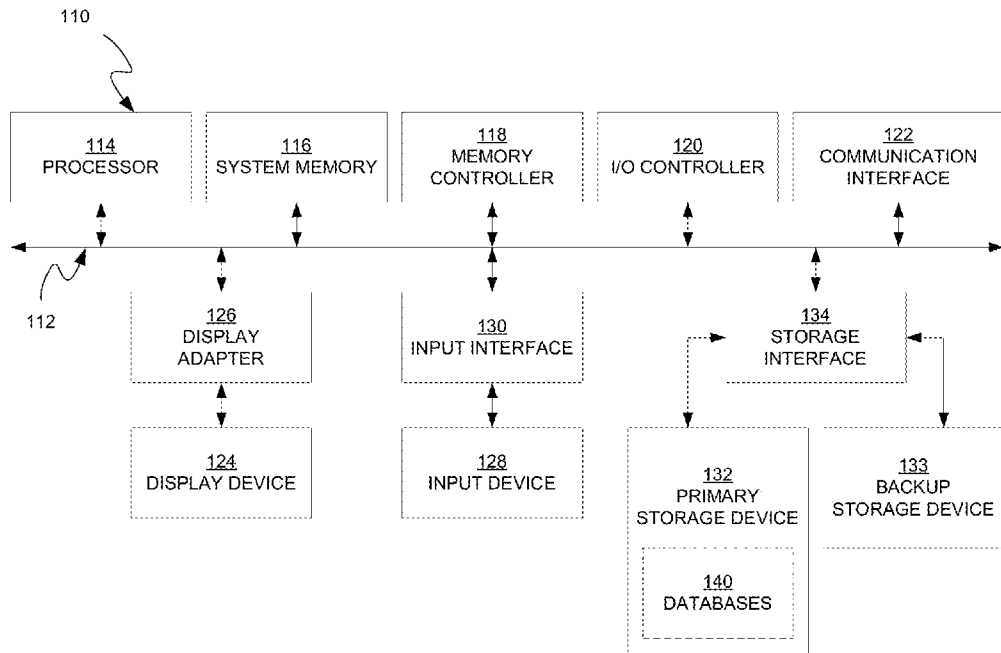 110
114
PROCESSOR
116
SYSTEM MEMORY
118
MEMORY
CONTROLLER
120
I/O CONTROLLER
122
COMMUNICATION
INTERFACE
112
126
DISPLAY
ADAPTER
130
INPUT INTERFACE
134
STORAGE
INTERFACE
124
DISPLAY DEVICE
128
INPUT DEVICE
132
PRIMARY
STORAGE DEVICE
133
BACKUP
STORAGE DEVICE
140
DATABASES